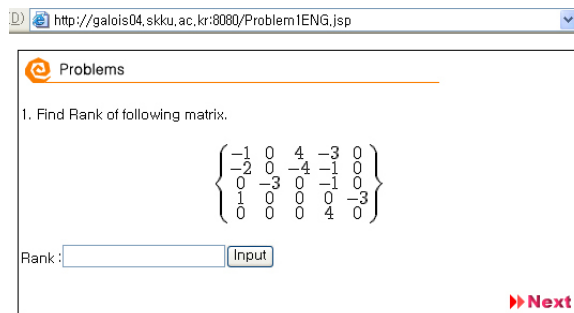 D) http://galois04.skku.ac.kr:8080/Problem1ENG.jsp
Problems
1. Find Rank of following matrix.
-1 0 4 -3 0
-2 0 -4 -1 0
0 -3 0 -1 0
1 0 0 0 -3
0 0 0 4 0
Rank : Input
Next